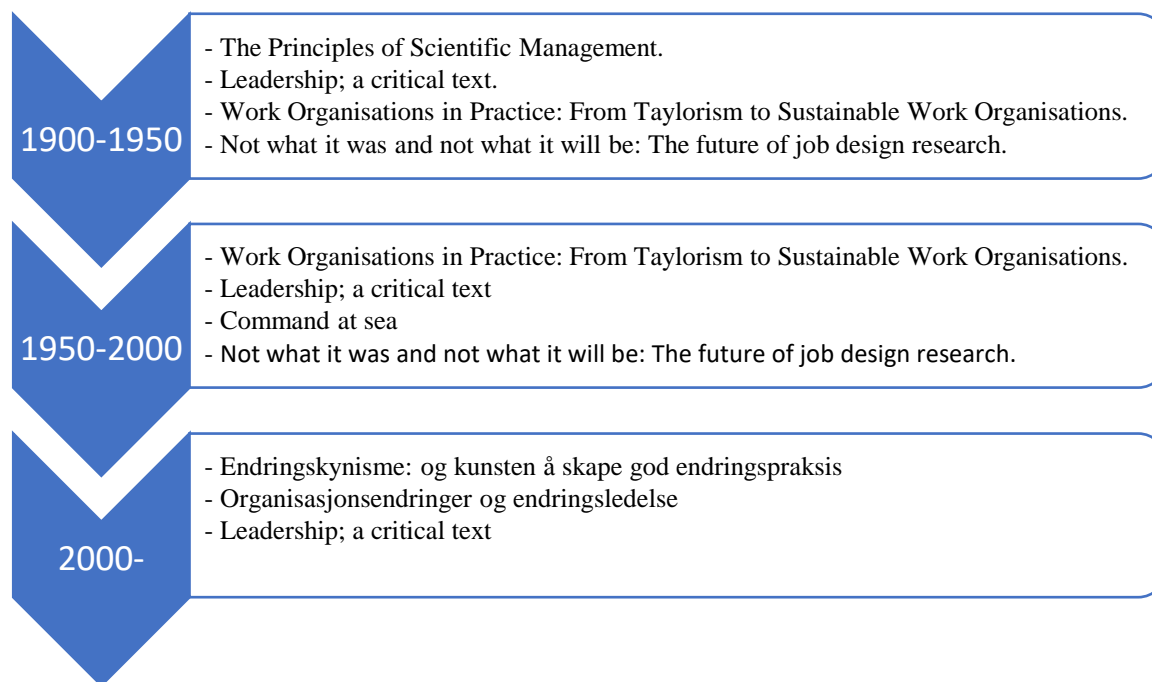 1900-1950
- The Principles of Scientific Management.
- Leadership; a critical text.
- Work Organisations in Practice: From Taylorism to Sustainable Work Organisations.
- Not what it was and not what it will be: The future of job design research.
1950-2000
- Work Organisations in Practice: From Taylorism to Sustainable Work Organisations.
- Leadership; a critical text
- Command at sea
- Not what it was and not what it will be: The future of job design research.
2000-
- Endringskynisme: og kunsten å skape god endringspraksis
- Organisasjonsendringer og endringsledelse
- Leadership; a critical text